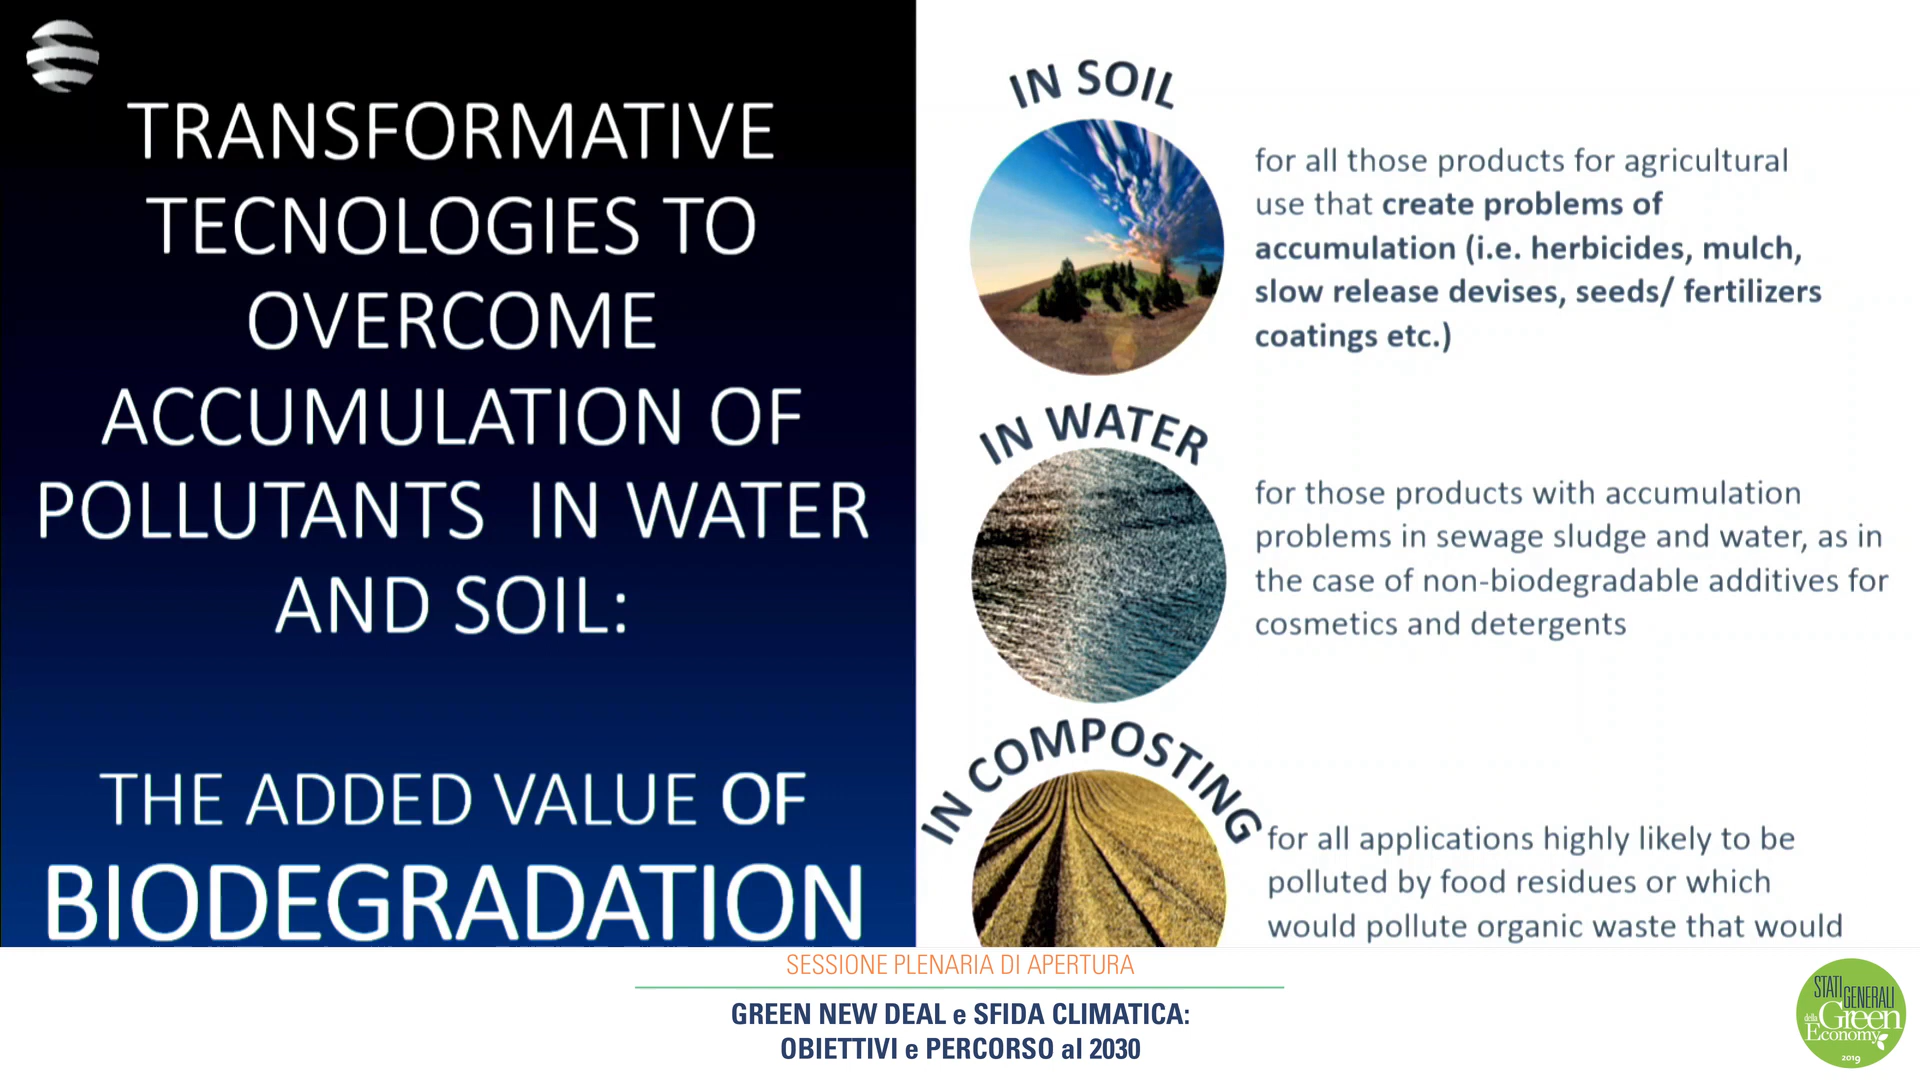 TRANSFORMATIVE
TECNOLOGIES TO
OVERCOME
ACCUMULATION OF
POLLUTANTS IN WATER
AND SOIL:
THE ADDED VALUE OF
BIODEGRADATION
IN SOIL
for all those products for agricultural
use that create problems of
accumulation (i.e. herbicides, mulch,
slow release devises, seeds/ fertilizers
coatings etc.)
IN WATER
for those products with accumulation
problems in sewage sludge and water, as in
the case of non-biodegradable additives for
cosmetics and detergents
IN COMPOSTING
for all applications highly likely to be
polluted by food residues or which
would pollute organic waste that would
SESSIONE PLENARIA DI APERTURA
GREEN NEW DEAL e SFIDA CLIMATICA:
OBIETTIVI e PERCORSO al 2030
STATI
GENERALI
della Green
Economy
2019